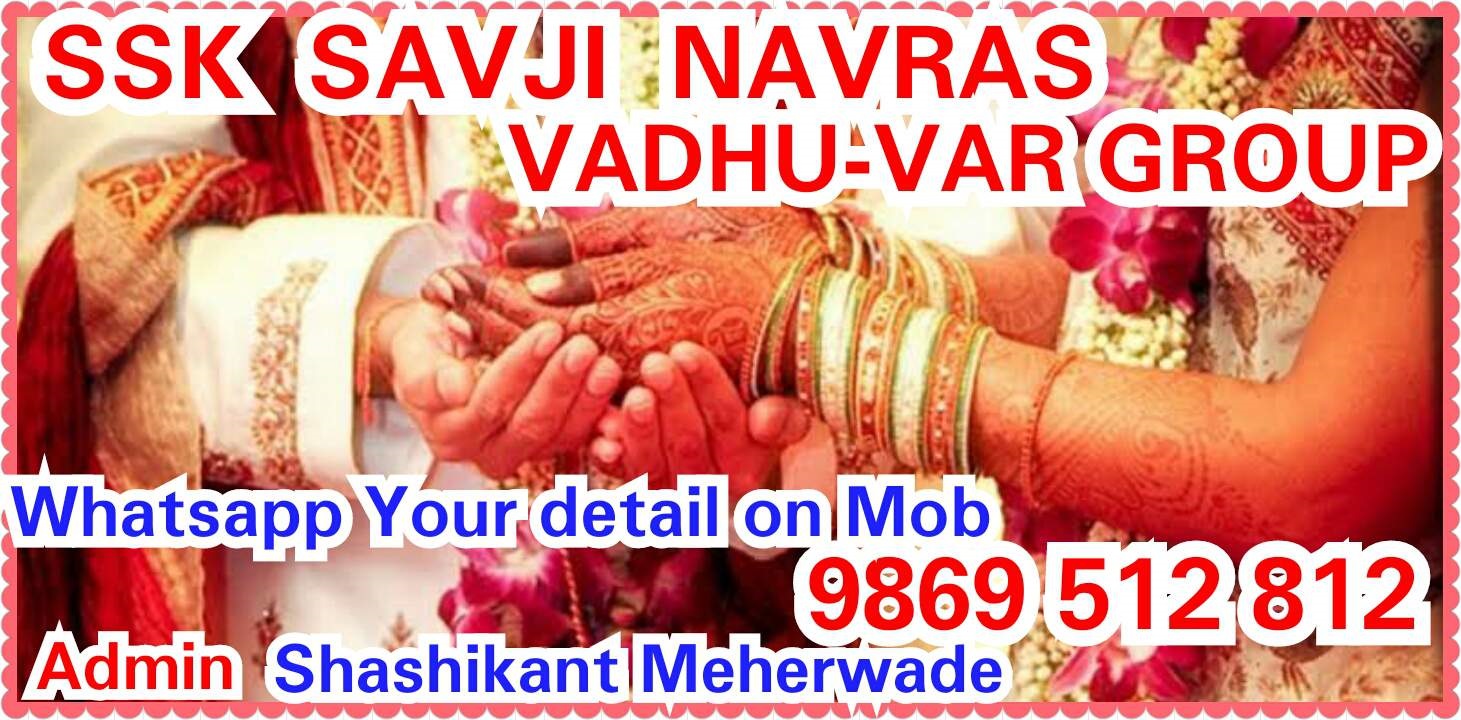 SSK SAVJI NAVRAS
VADHU-VAR GROUP
Whatsapp Your detail on Mob
9869 512 812
Admin Shashikant Meherwade